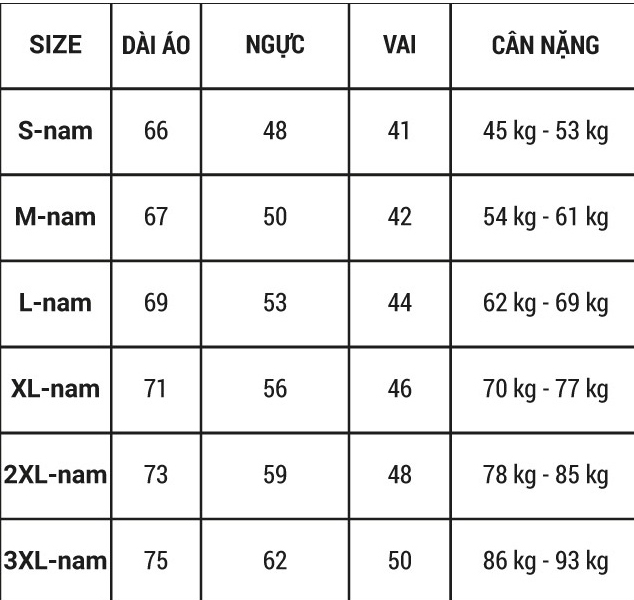 SIZE DÀI ÁO NGỰC VAI CÂN NẶNG
S-nam 66 48 41 45 kg - 53 kg
M-nam 67 50 42 54 kg - 61 kg
L-nam 69 53 44 62 kg - 69 kg
XL-nam 71 56 46 70 kg - 77 kg
2XL-nam 73 59 48 78 kg - 85 kg
3XL-nam 75 62 50 86 kg - 93 kg